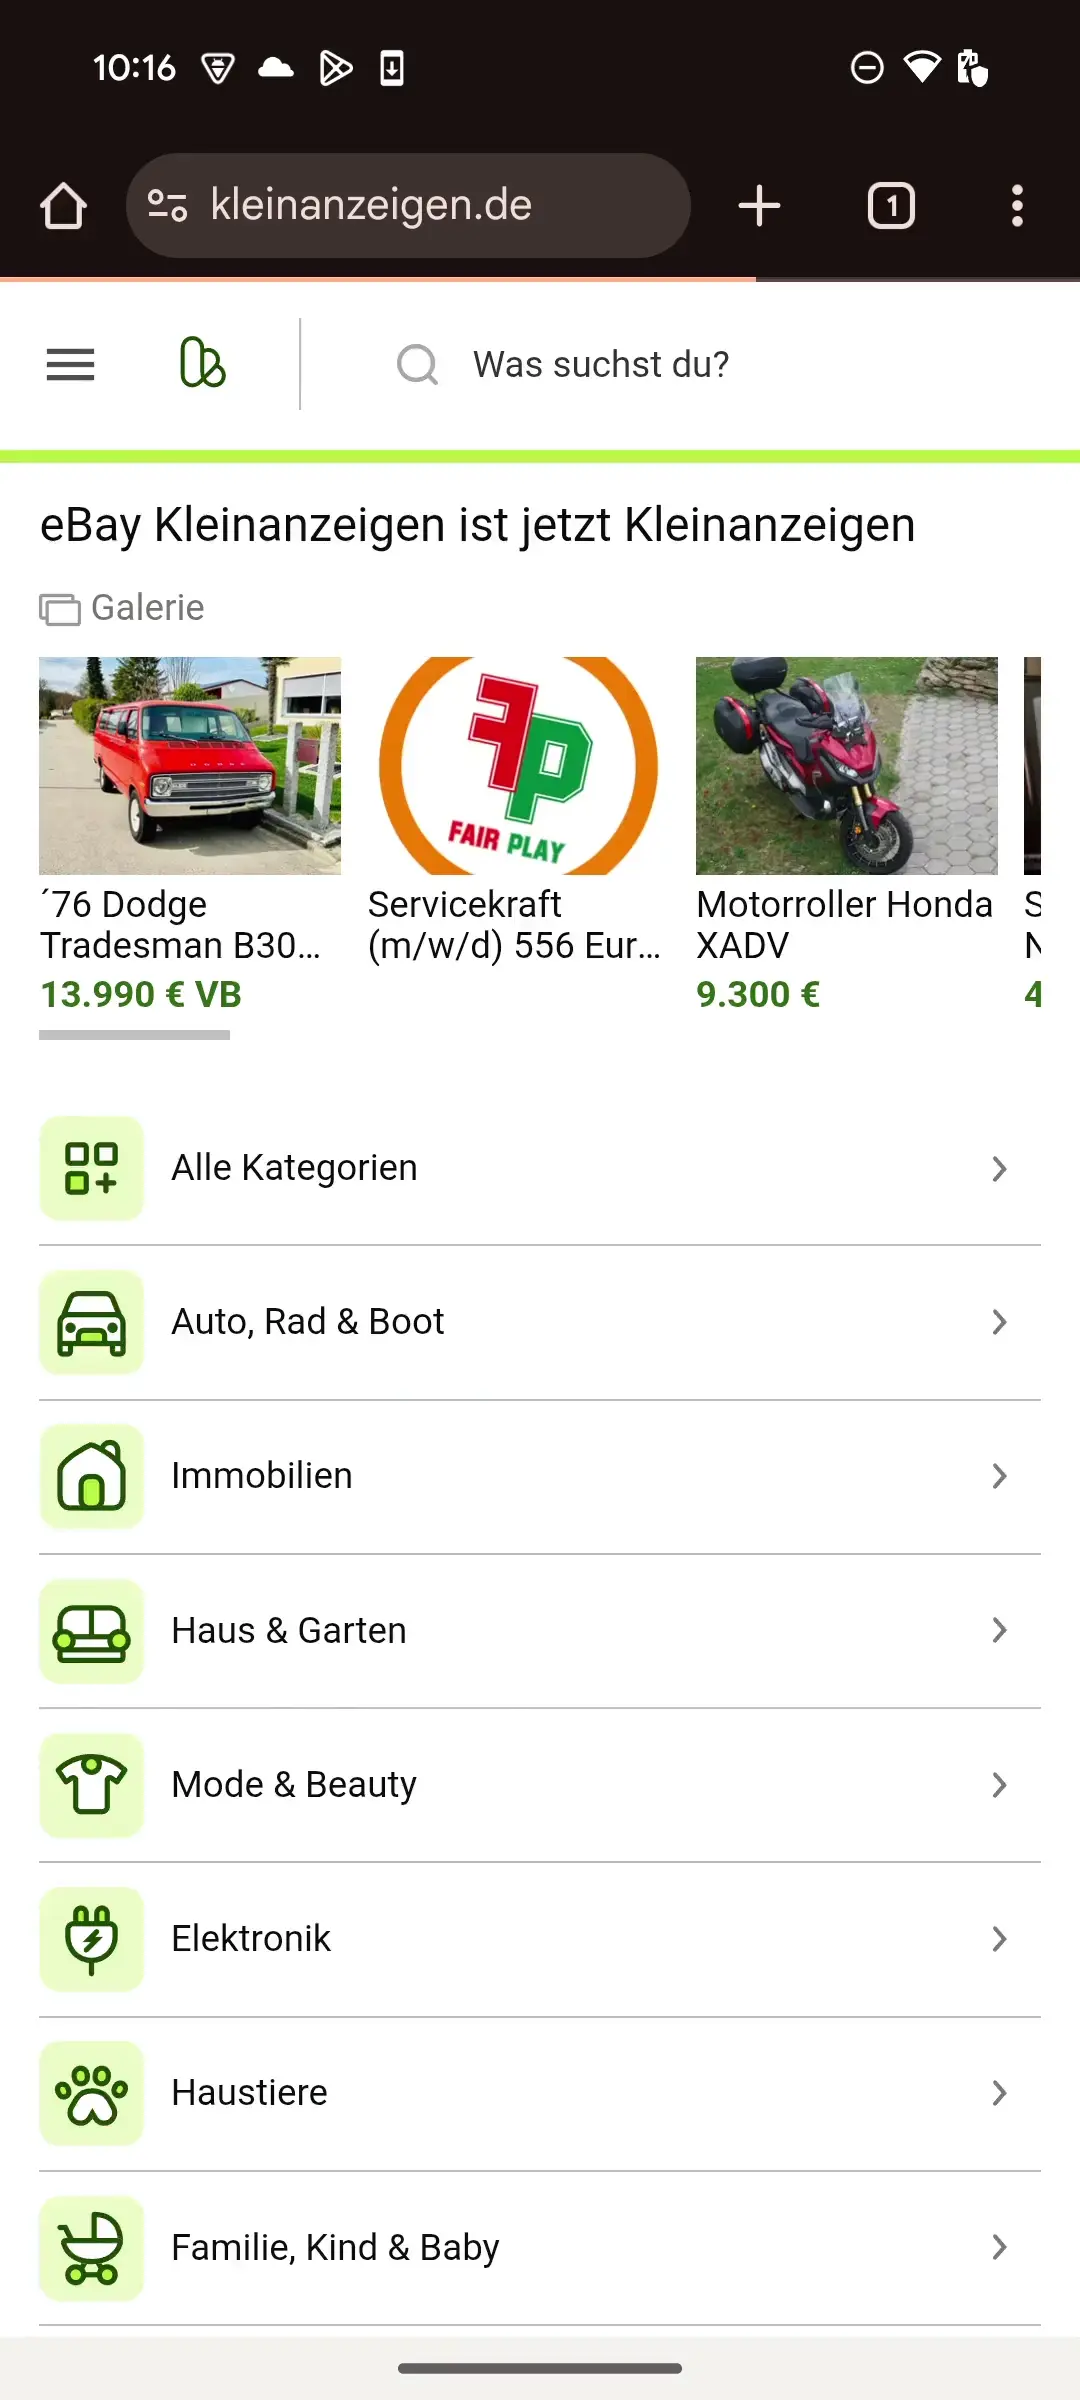 10:16
kleinanzeigen.de
1
Was suchst du?
eBay Kleinanzeigen ist jetzt Kleinanzeigen
Galerie
FP
FAIR PLAY
´76 Dodge
Tradesman B30...
13.990 € VB
Servicekraft
(m/w/d) 556 Eur...
Motorroller Honda
XADV
9.300 €
S
N
4
Alle Kategorien
Auto, Rad & Boot
Immobilien
Haus & Garten
Mode & Beauty
Elektronik
Haustiere
Familie, Kind & Baby